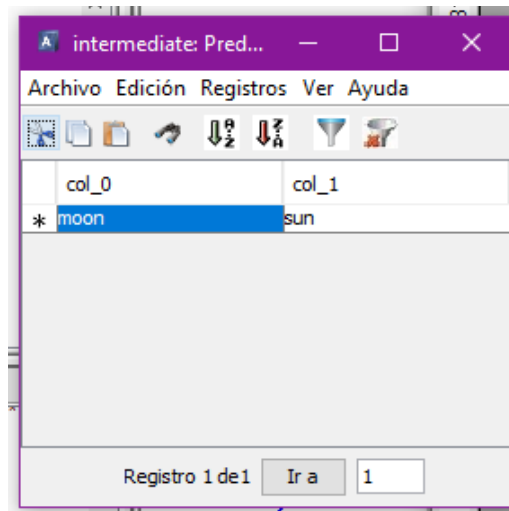 intermediate: Pred...
Archivo Edición Registros Ver Ayuda
col_0 col_1
* moon sun
Registro 1 de1 Ir a 1